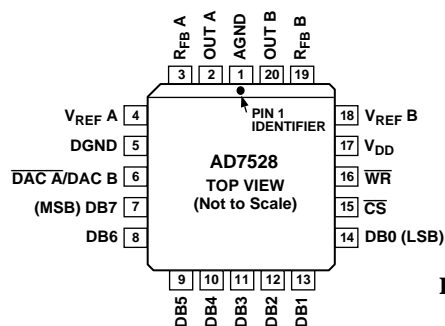 RFB A
OUT A
AGND
OUT B
RFB B
3 2 1 20 19
VREF A 4
DGND 5
DAC A/DAC B 6
(MSB) DB7 7
DB6 8
PIN 1
IDENTIFIER
AD7528
TOP VIEW
(Not to Scale)
18 VREF B
17 VDD
16 WR
15 CS
14 DB0 (LSB)
9 10 11 12 13
DB5
DB4
DB3
DB2
DB1